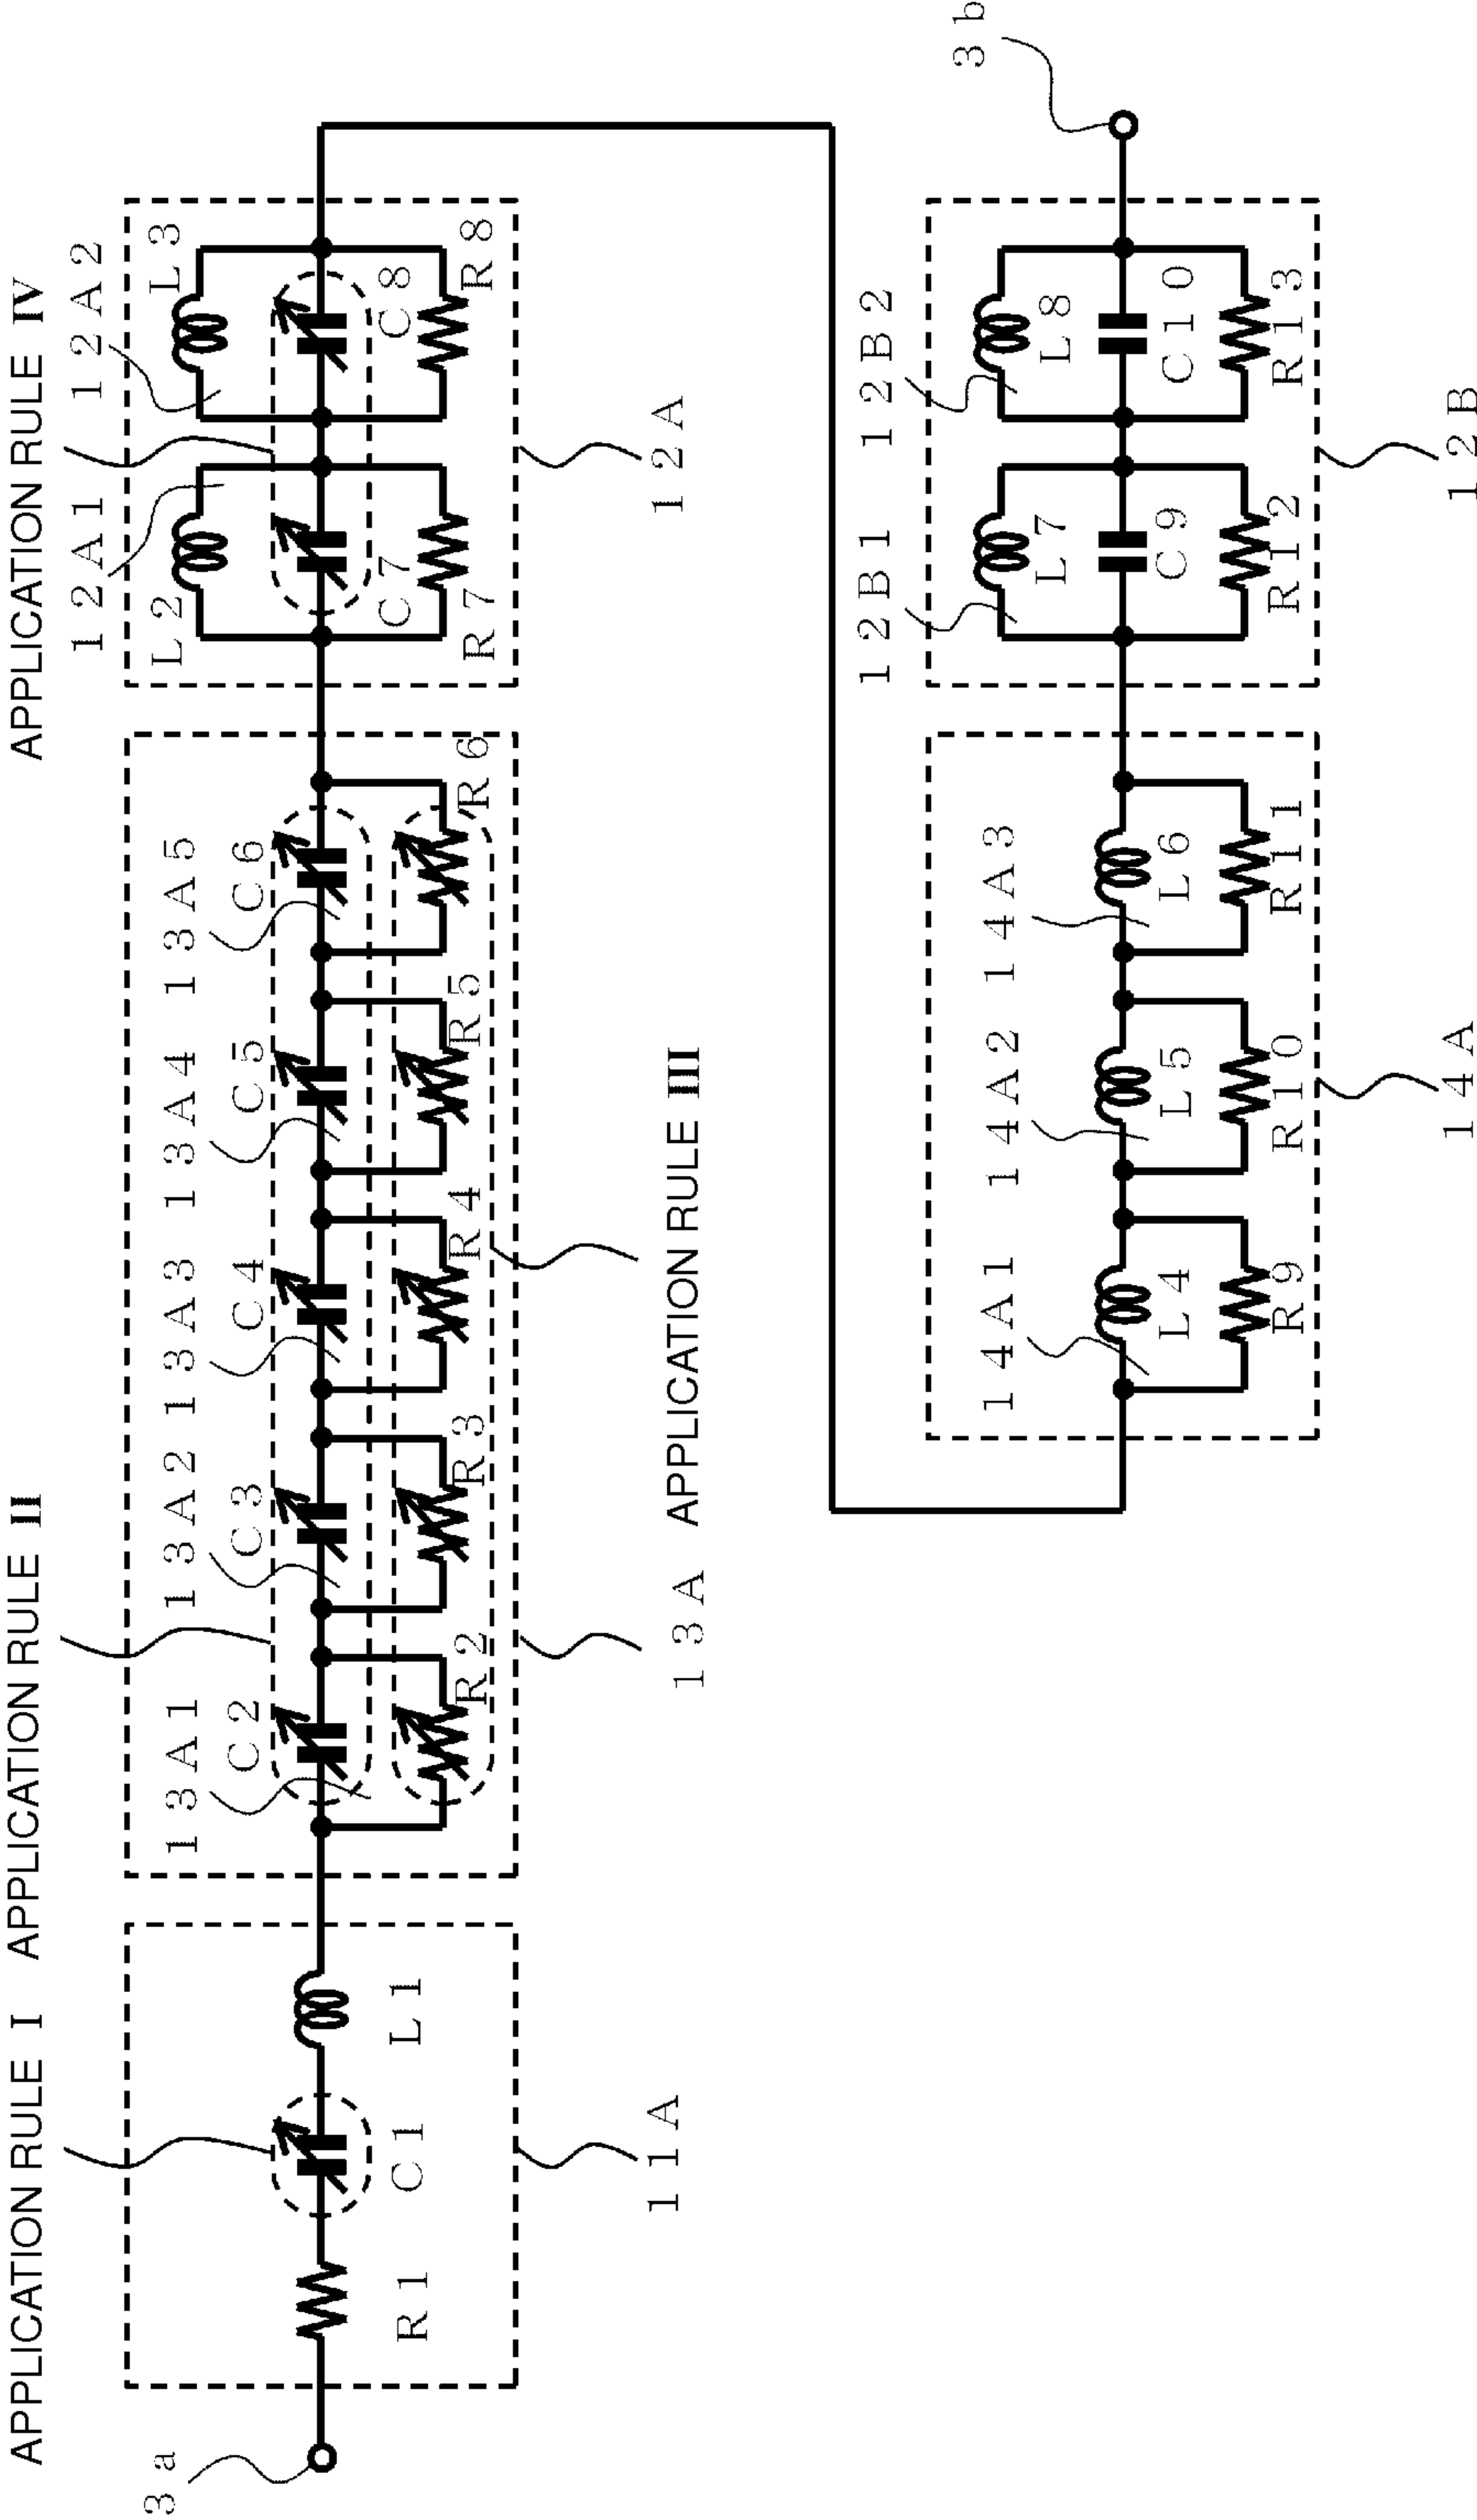 APPLICATION RULE I
APPLICATION RULE II
APPLICATION RULE IV
3a
R1
C1
L1
11A
13A1
13A2
13A3
13A4
13A5
C2
C3
C4
C5
C6
R2
R3
R4
R5
R6
13A
APPLICATION RULE III
12A1
12A2
L2
L3
C7
C8
R7
R8
12A
14A1
14A2
14A3
L4
L5
L6
R9
R10
R11
14A
12B1
12B2
L7
L8
C9
C10
R12
R13
12B
3b